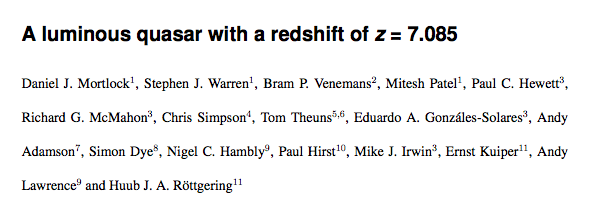 A luminous quasar with a redshift of z = 7.085
Daniel J. Mortlock¹, Stephen J. Warren¹, Bram P. Venemans², Mitesh Patel¹, Paul C. Hewett³,
Richard G. McMahon³, Chris Simpson⁴, Tom Theuns⁵,⁶, Eduardo A. Gonzáles-Solares³, Andy
Adamson⁷, Simon Dye⁸, Nigel C. Hambly⁹, Paul Hirst¹⁰, Mike J. Irwin³, Ernst Kuiper¹¹, Andy
Lawrence⁹ and Huub J. A. Röttgering¹¹